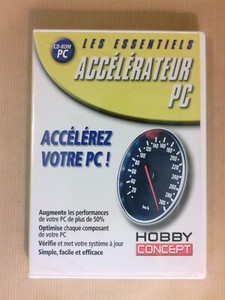 CD-ROM
PC
LES ESSENTIELS
ACCÉLÉRATEUR
PC
ACCÉLÉREZ
VOTRE PC !
Augmente les performances
de votre PC de plus de 50%
Optimise chaque composant
de votre PC
Vérifie et met votre système à jour
Simple, facile et efficace
HOBBY
CONCEPT